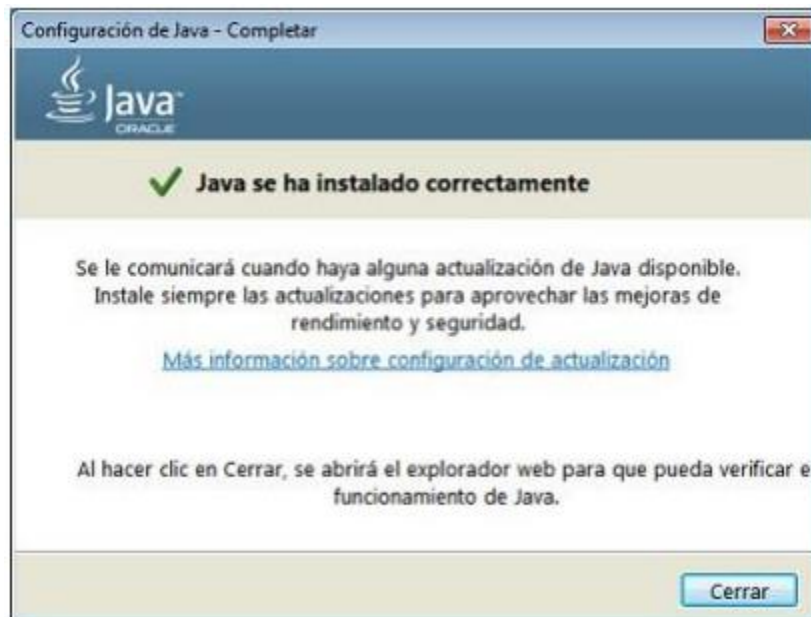 Configuración de Java - Completar
Java
ORACLE
Java se ha instalado correctamente
Se le comunicará cuando haya alguna actualización de Java disponible.
Instale siempre las actualizaciones para aprovechar las mejoras de
rendimiento y seguridad.
Más información sobre configuración de actualización
Al hacer clic en Cerrar, se abrirá el explorador web para que pueda verificar e
funcionamiento de Java.
Cerrar